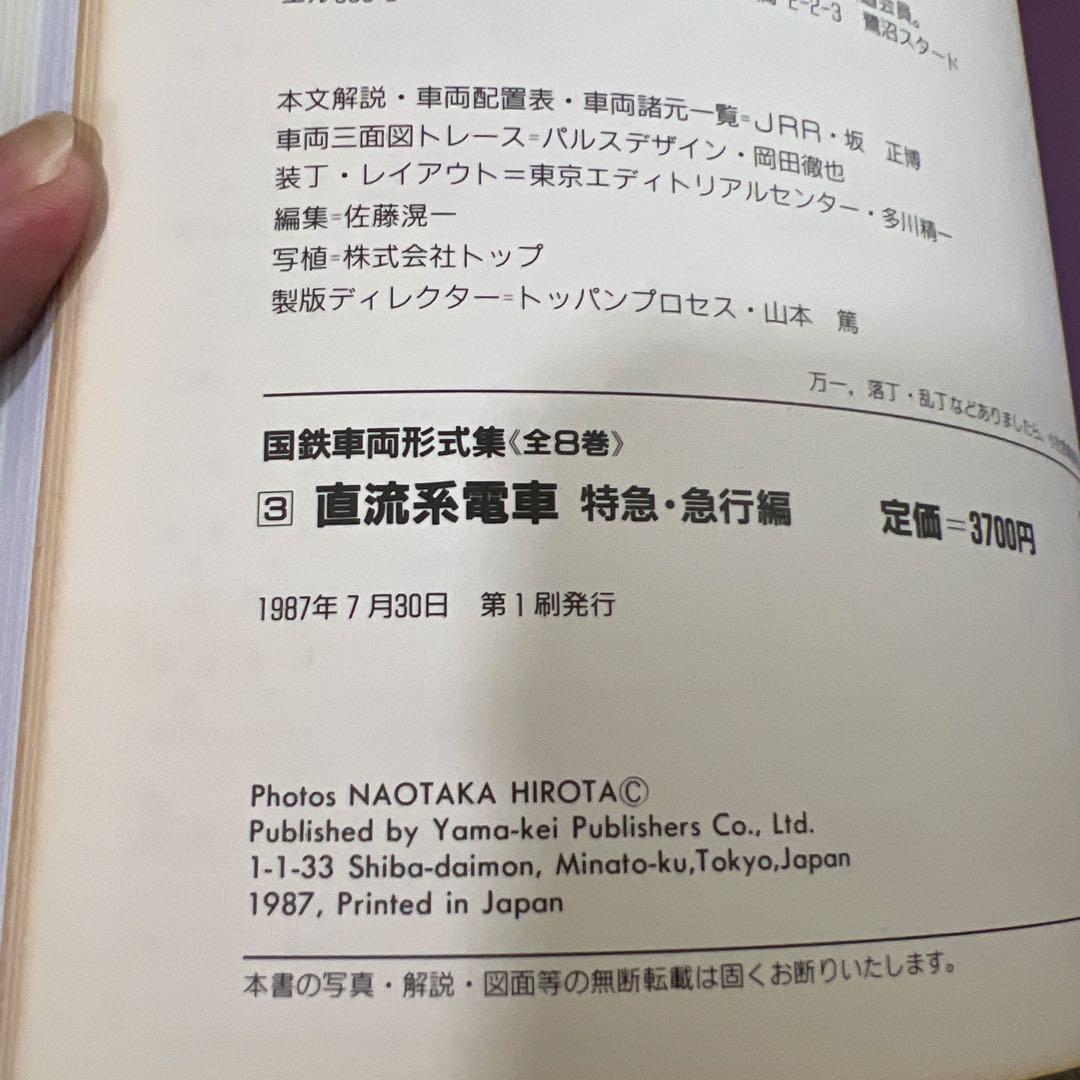 2-2-3 鷺沼スタード
本文解説・車両配置表・車両諸元一覧=JRR・坂 正博
車両三面図トレース=パルスデザイン・岡田徹也
装丁・レイアウト=東京エディトリアルセンター・多川精一
編集=佐藤滉一
写植=株式会社トップ
製版ディレクター=トッパンプロセス・山本 篤
万一,落丁・乱丁などありましたら、
国鉄車両形式集《全8巻》
3 直流系電車 特急・急行編 定価=3700円
1987年7月30日 第1刷発行
Photos NAOTAKA HIROTA©
Published by Yama-kei Publishers Co., Ltd.
1-1-33 Shiba-daimon, Minato-ku,Tokyo,Japan
1987, Printed in Japan
本書の写真・解説・図面等の無断転載は固くお断りいたします。